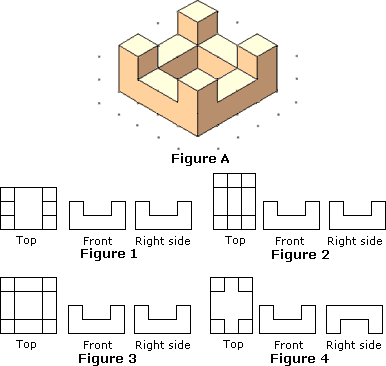 Figure A
Top Front Right side
Figure 1
Top Front Right side
Figure 2
Top Front Right side
Figure 3
Top Front Right side
Figure 4